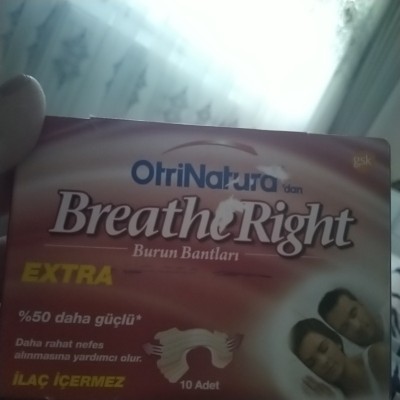 OtriNatura'dan
Breathe Right
Burun Bantları
EXTRA
%50 daha güçlü*
Daha rahat nefes
alınmasına yardımcı olur.
İLAÇ İÇERMEZ
10 Adet